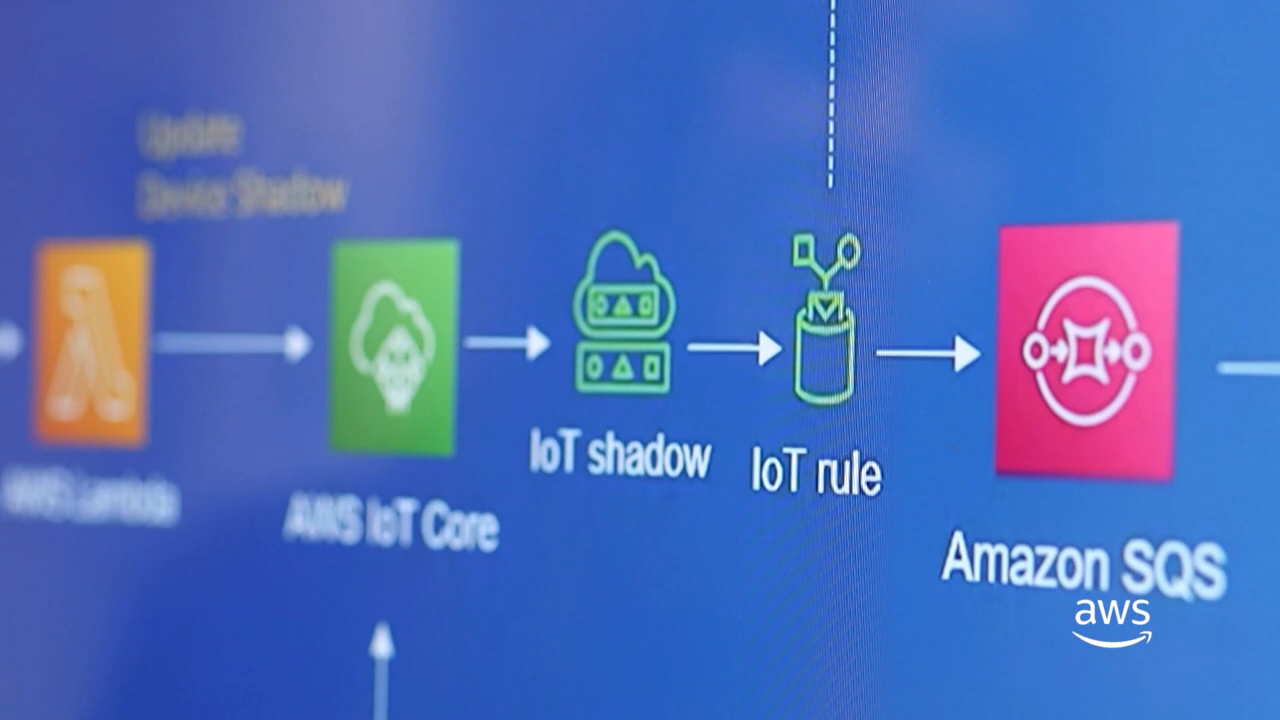 Update
Device Shadow
AWS Lambda
AWS IoT Core
IoT shadow
IoT rule
Amazon SQS
aws